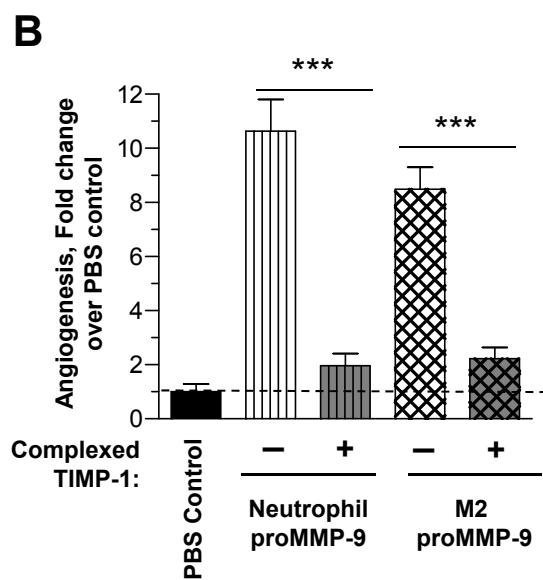 B
***
***
Angiogenesis, Fold change
over PBS control
12
10
8
6
4
2
0
Complexed
TIMP-1:
PBS Control
– + – +
Neutrophil
proMMP-9
M2
proMMP-9